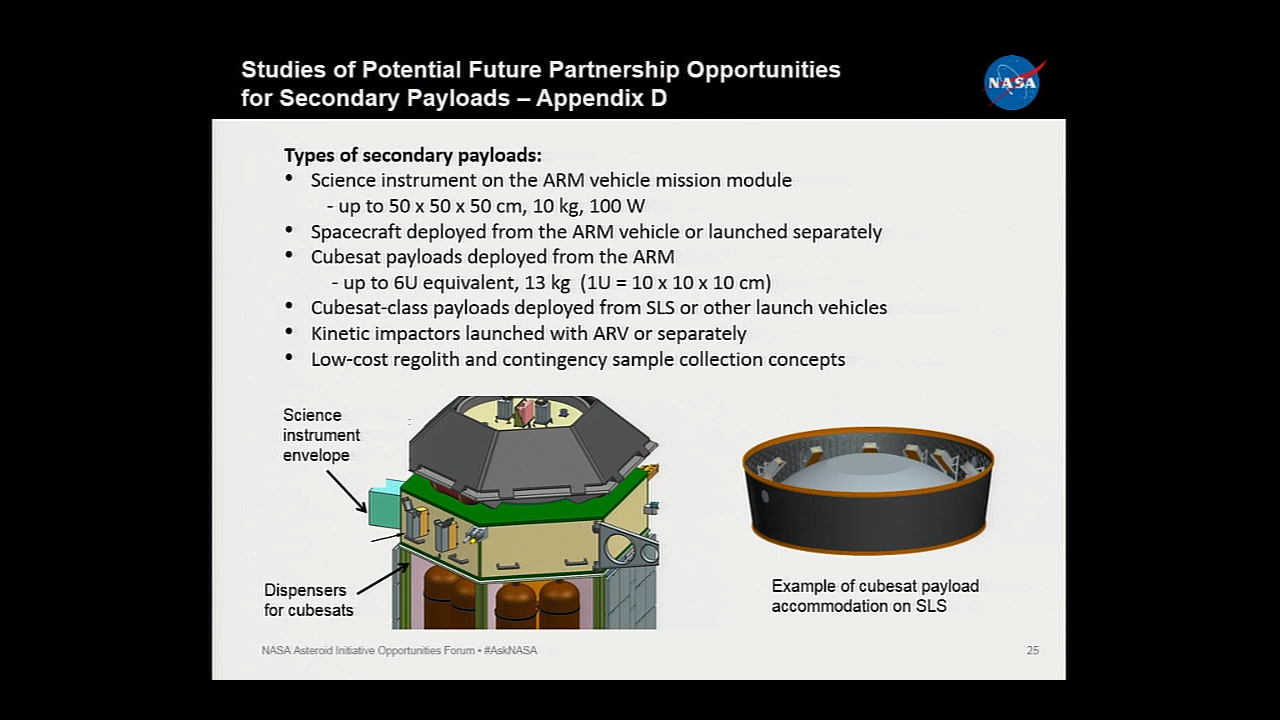 Studies of Potential Future Partnership Opportunities
for Secondary Payloads – Appendix D
NASA
Types of secondary payloads:
• Science instrument on the ARM vehicle mission module
- up to 50 x 50 x 50 cm, 10 kg, 100 W
• Spacecraft deployed from the ARM vehicle or launched separately
• Cubesat payloads deployed from the ARM
- up to 6U equivalent, 13 kg (1U = 10 x 10 x 10 cm)
• Cubesat-class payloads deployed from SLS or other launch vehicles
• Kinetic impactors launched with ARV or separately
• Low-cost regolith and contingency sample collection concepts
Science
instrument
envelope
Dispensers
for cubesats
Example of cubesat payload
accommodation on SLS
NASA Asteroid Initiative Opportunities Forum • #AskNASA
25